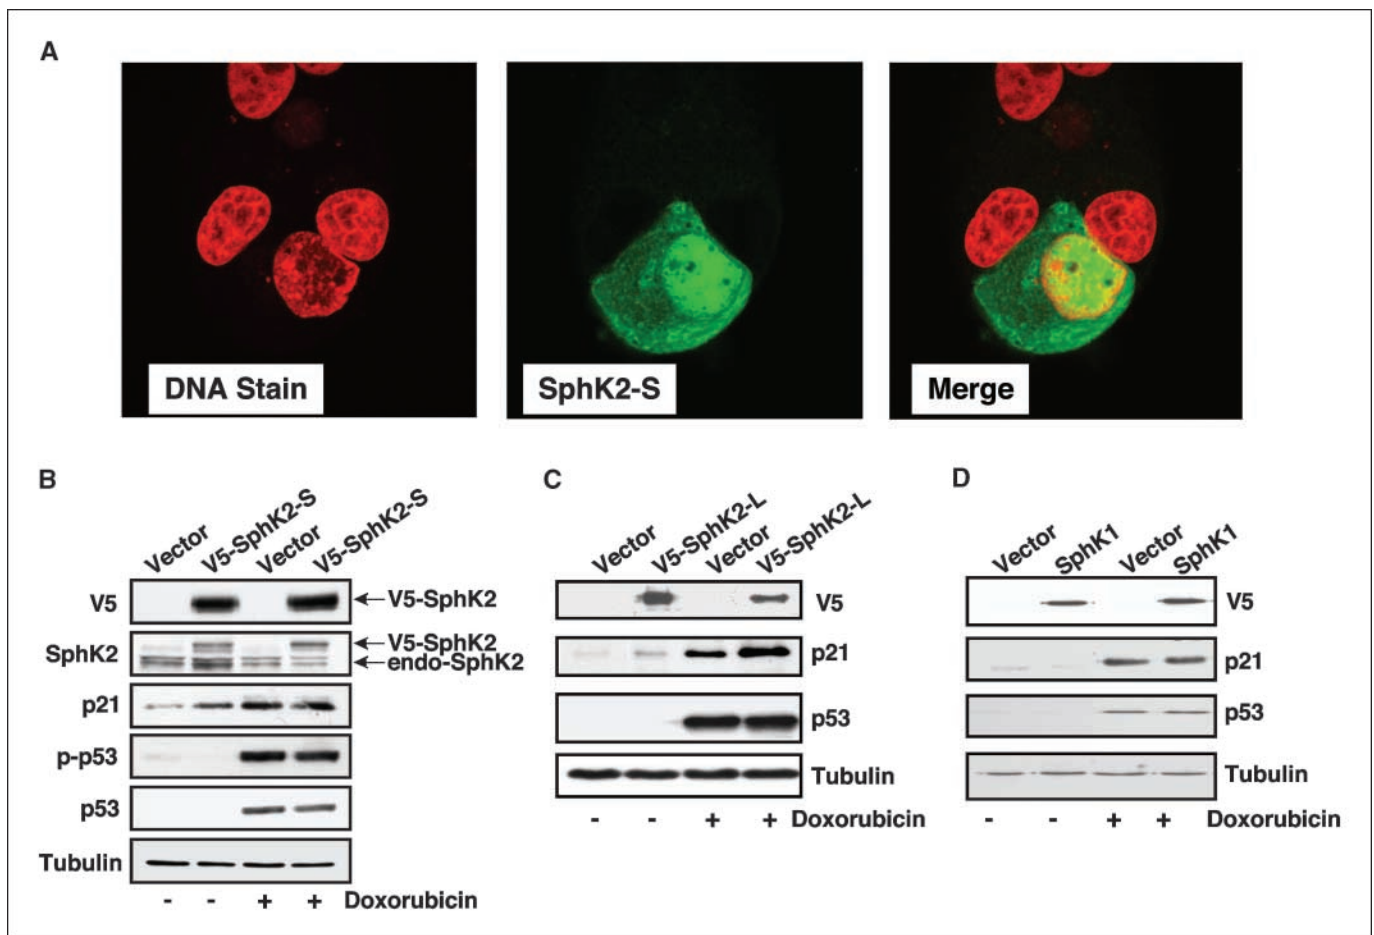 A
DNA Stain
SphK2-S
Merge
B
Vector
V5-SphK2-S
Vector
V5-SphK2-S
V5
V5-SphK2
SphK2
V5-SphK2
endo-SphK2
p21
p-p53
p53
Tubulin
- - + + Doxorubicin
C
Vector
V5-SphK2-L
Vector
V5-SphK2-L
V5
p21
p53
Tubulin
- - + + Doxorubicin
D
Vector
SphK1
Vector
SphK1
V5
p21
p53
Tubulin
- - + + Doxorubicin